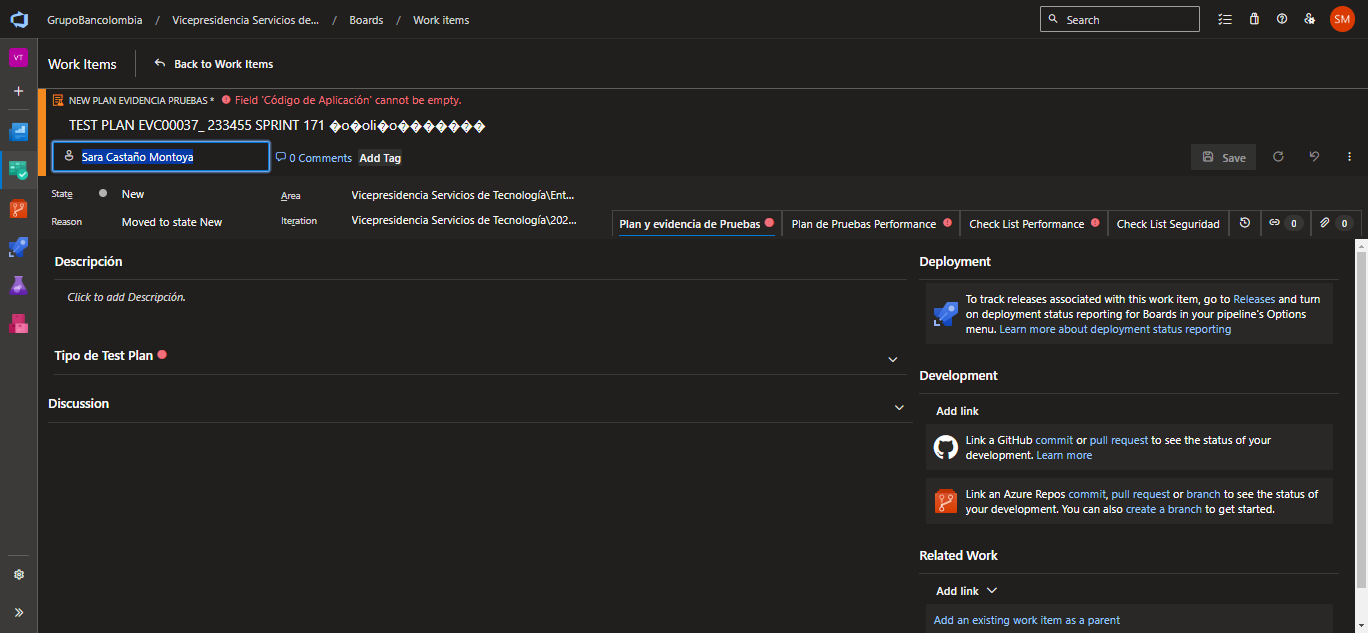 GrupoBancolombia / Vicepresidencia Servicios de... / Boards / Work items
Search
SM
VT
Work Items
Back to Work Items
NEW PLAN EVIDENCIA PRUEBAS * Field 'Código de Aplicación' cannot be empty.
TEST PLAN EVC00037_ 233455 SPRINT 171 �o�oli�o�������
Sara Castaño Montoya
0 Comments
Add Tag
Save
State
New
Area
Vicepresidencia Servicios de Tecnología\Ent...
Reason
Moved to state New
Iteration
Vicepresidencia Servicios de Tecnología\202...
Plan y evidencia de Pruebas
Plan de Pruebas Performance
Check List Performance
Check List Seguridad
0
0
Descripción
Click to add Descripción.
Tipo de Test Plan
Discussion
Deployment
To track releases associated with this work item, go to Releases and turn
on deployment status reporting for Boards in your pipeline's Options
menu. Learn more about deployment status reporting
Development
Add link
Link a GitHub commit or pull request to see the status of your
development. Learn more
Link an Azure Repos commit, pull request or branch to see the status of
your development. You can also create a branch to get started.
Related Work
Add link
Add an existing work item as a parent